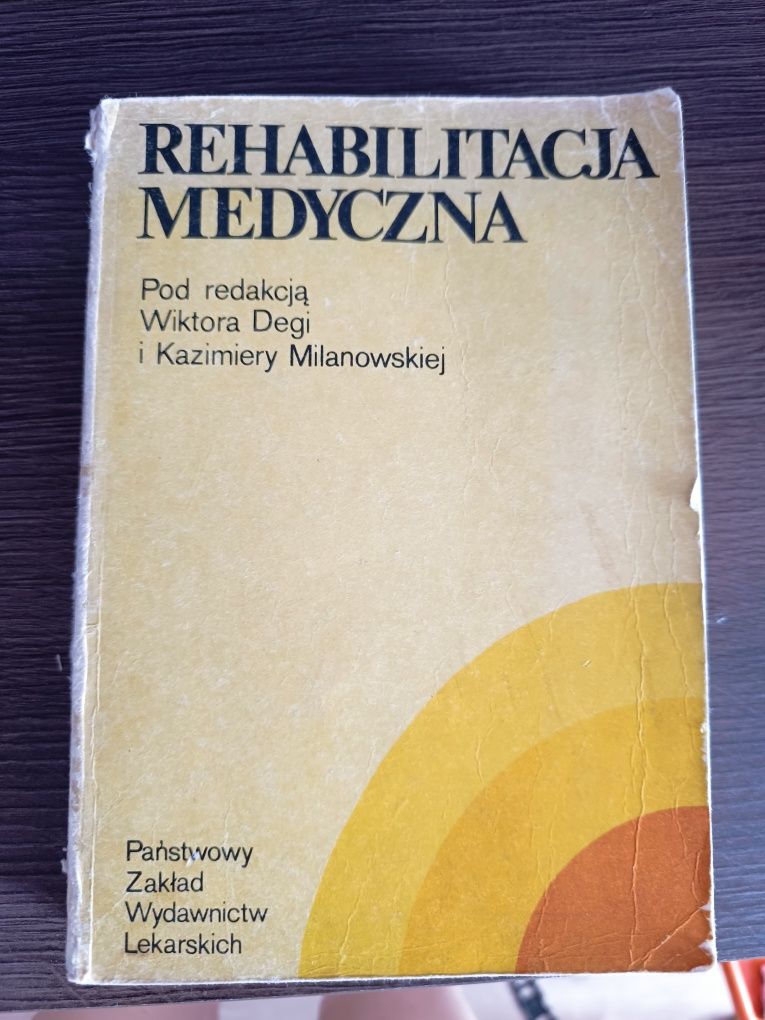 REHABILITACJA
MEDYCZNA
Pod redakcją
Wiktora Degi
i Kazimiery Milanowskiej
Państwowy
Zakład
Wydawnictw
Lekarskich